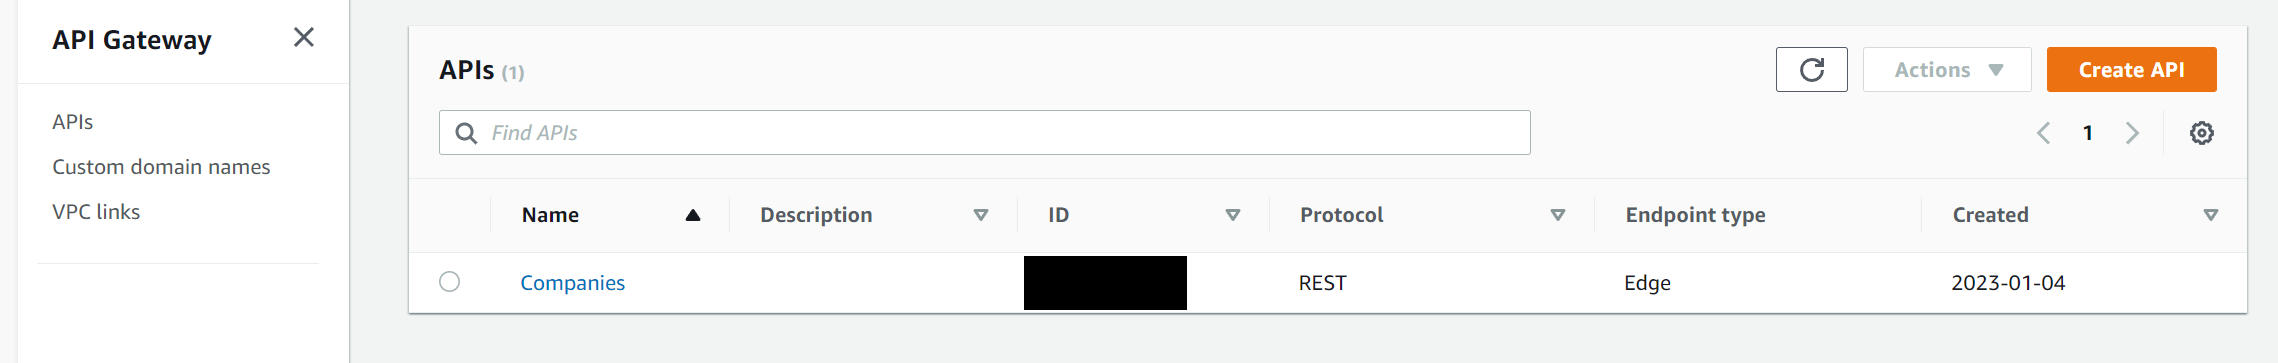 API Gateway
APIs
Custom domain names
VPC links
APIs (1)
Actions
Create API
Find APIs
1
Name Description ID Protocol Endpoint type Created
Companies REST Edge 2023-01-04